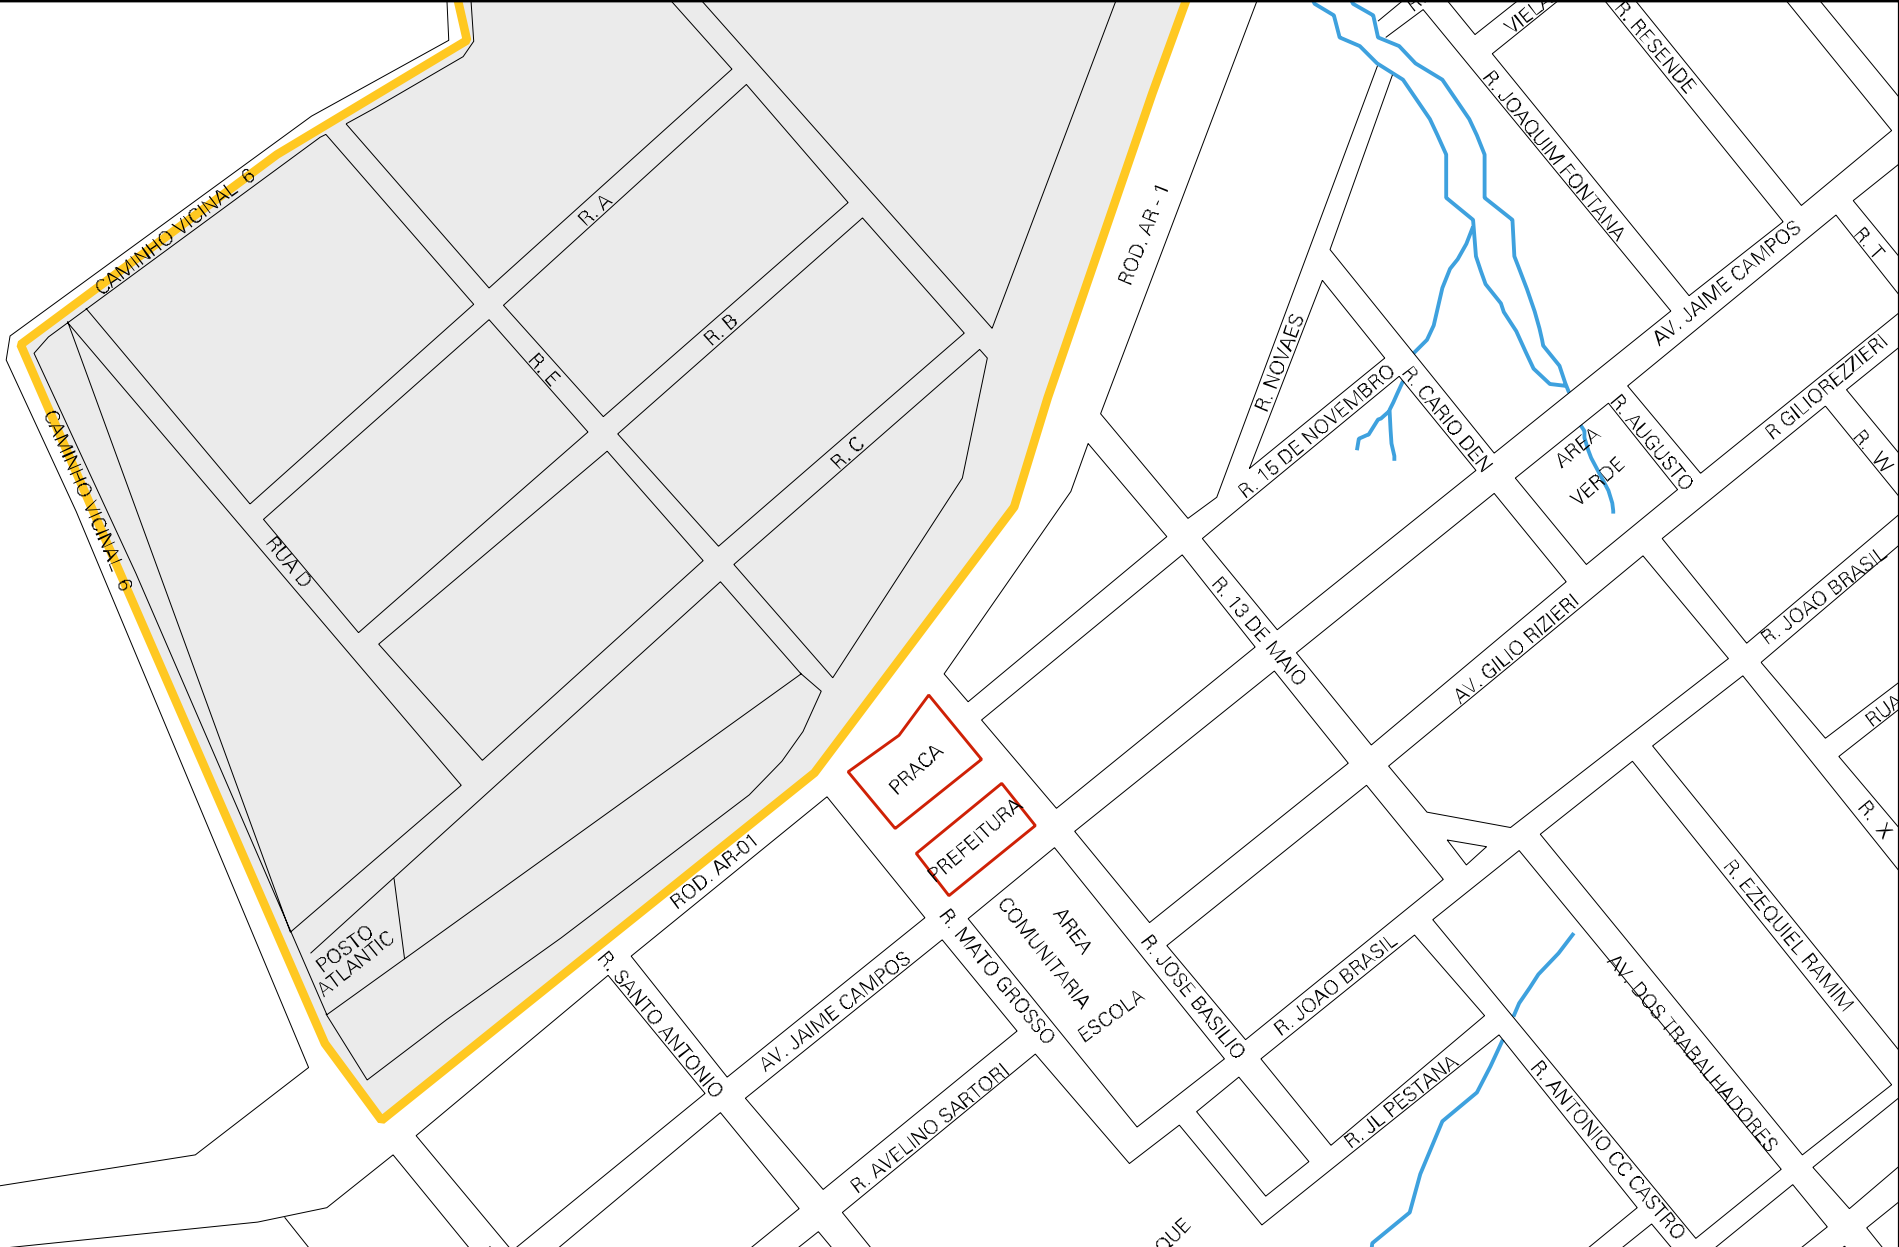 VIELA
R. RESENDE
R. JOAQUIM FONTANA
CAMINHO VICINAL 6
R. A
ROD. AR - 1
AV. JAIME CAMPOS
R. T
R. B
R. E
R. NOVAES
R. 15 DE NOVEMBRO
R. CARIO DEN
R GILIOREZZIERI
R. AUGUSTO
AREA
VERDE
R. W
CAMINHO VICINAL 6
R. C
RUA D
R. 13 DE MAIO
AV. GILIO RIZIERI
R. JOAO BRASIL
RUA
PRACA
PREFEITURA
R. X
ROD. AR-01
R. EZEQUIEL RAMIM
POSTO
ATLANTIC
R. SANTO ANTONIO
AV. JAIME CAMPOS
R. MATO GROSSO
AREA
COMUNITARIA
ESCOLA
R. JOSE BASILIO
R. JOAO BRASIL
AV. DOS TRABALHADORES
R. AVELINO SARTORI
R. JL PESTANA
R. ANTONIO CC CASTRO
QUE